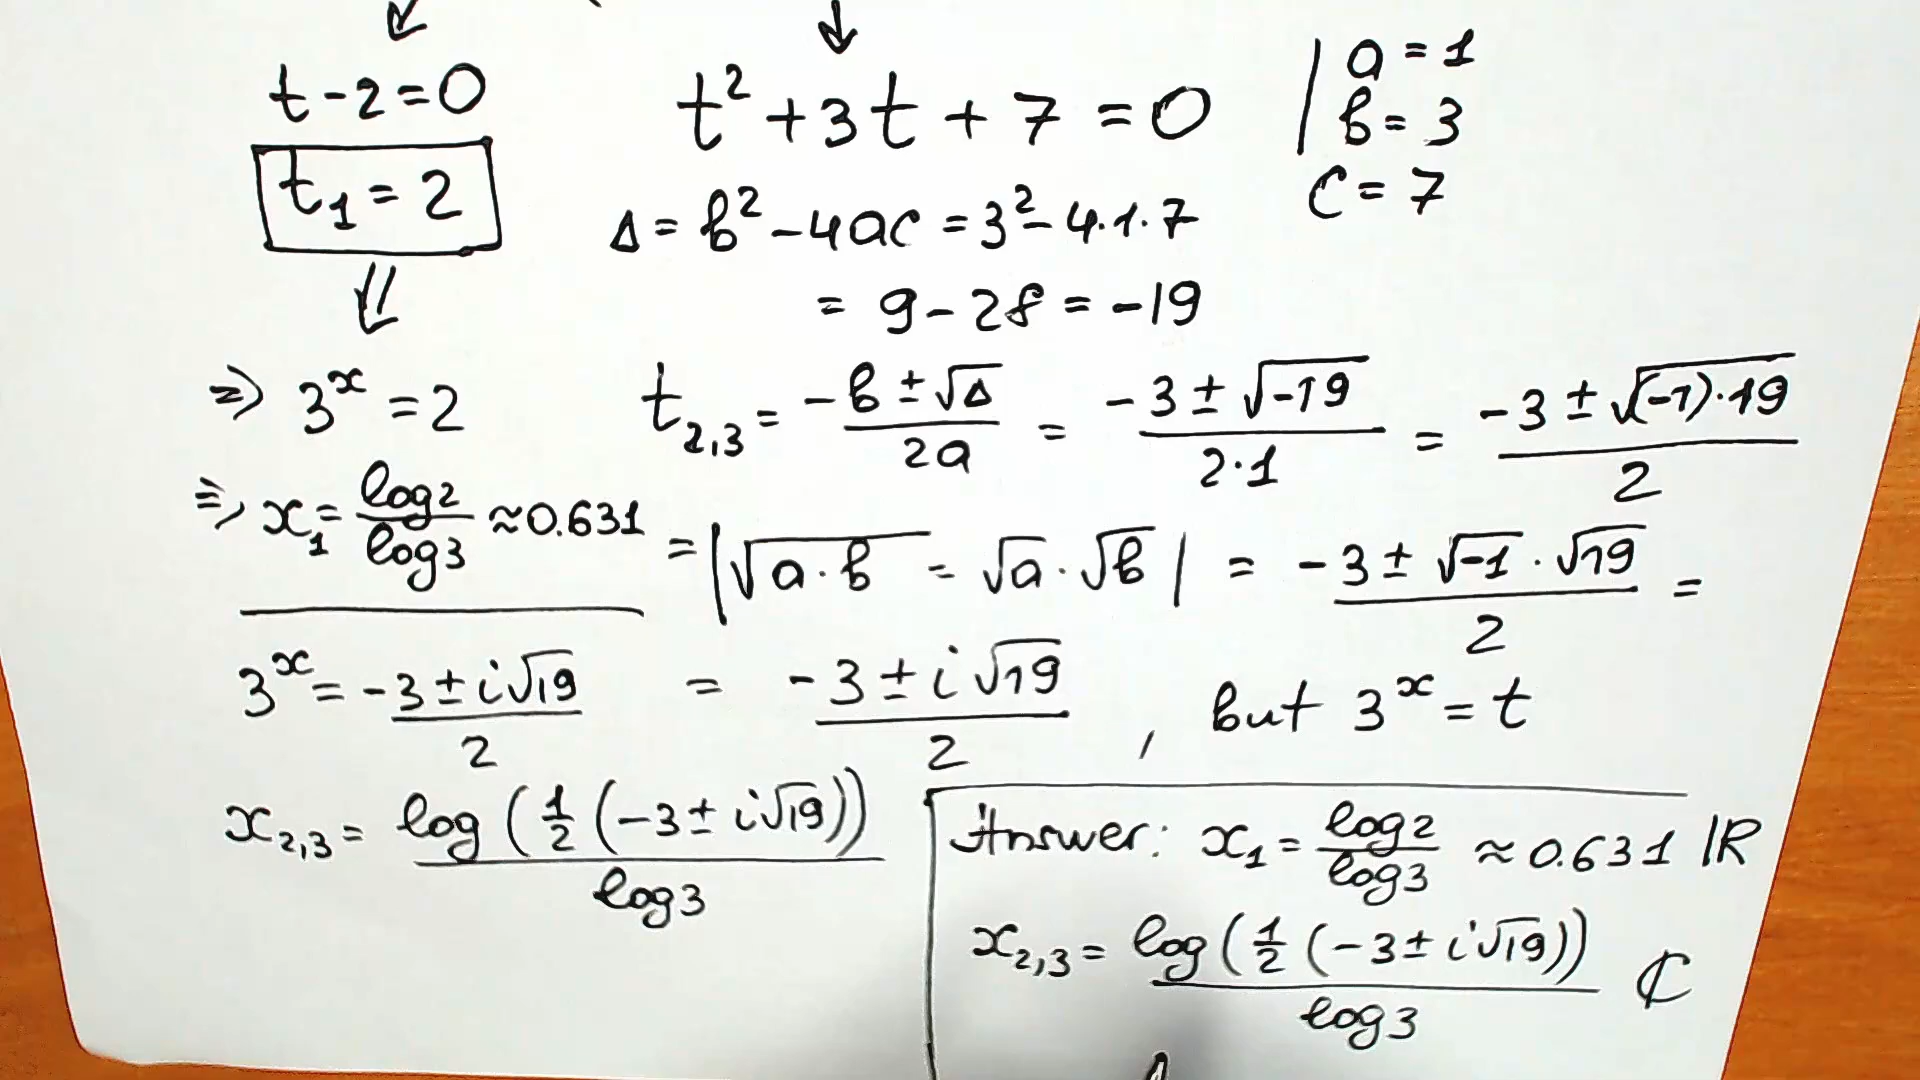 t - 2 = 0
t₁ = 2
⇒ 3ˣ = 2
⇒ x₁ = log2/log3 ≈ 0.631
t² + 3t + 7 = 0
| a = 1
b = 3
c = 7
Δ = b² - 4ac = 3² - 4·1·7
= 9 - 28 = -19
t₂,₃ = (-b ± √Δ)/2a = (-3 ± √-19)/2·1 = (-3 ± √(-1)·19)/2
= |√a·b = √a·√b| = (-3 ± √-1·√19)/2 =
= (-3 ± i√19)/2 , but 3ˣ = t
3ˣ = (-3 ± i√19)/2
x₂,₃ = log(1/2(-3 ± i√19))/log3
Answer: x₁ = log2/log3 ≈ 0.631 ℝ
x₂,₃ = log(1/2(-3 ± i√19))/log3 ℂ